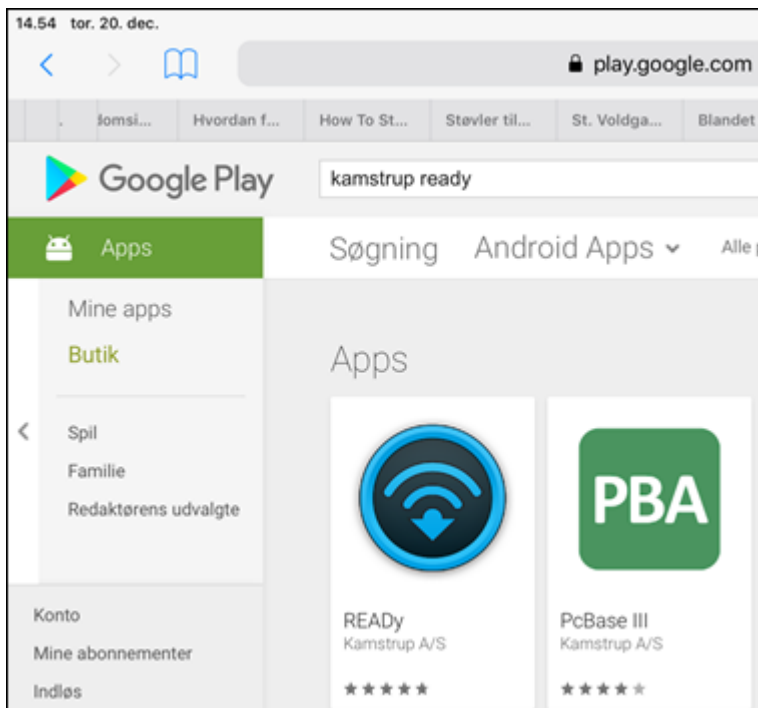 14.54 tor. 20. dec.
play.google.com
. domsi... Hvordan f... How To St... Støvler til... St. Voldga... Blandet
Google Play
kamstrup ready
Apps
Søgning Android Apps Alle
Mine apps
Butik
Apps
Spil
Familie
Redaktørens udvalgte
PBA
Konto
Mine abonnementer
Indløs
READy
Kamstrup A/S
PcBase III
Kamstrup A/S